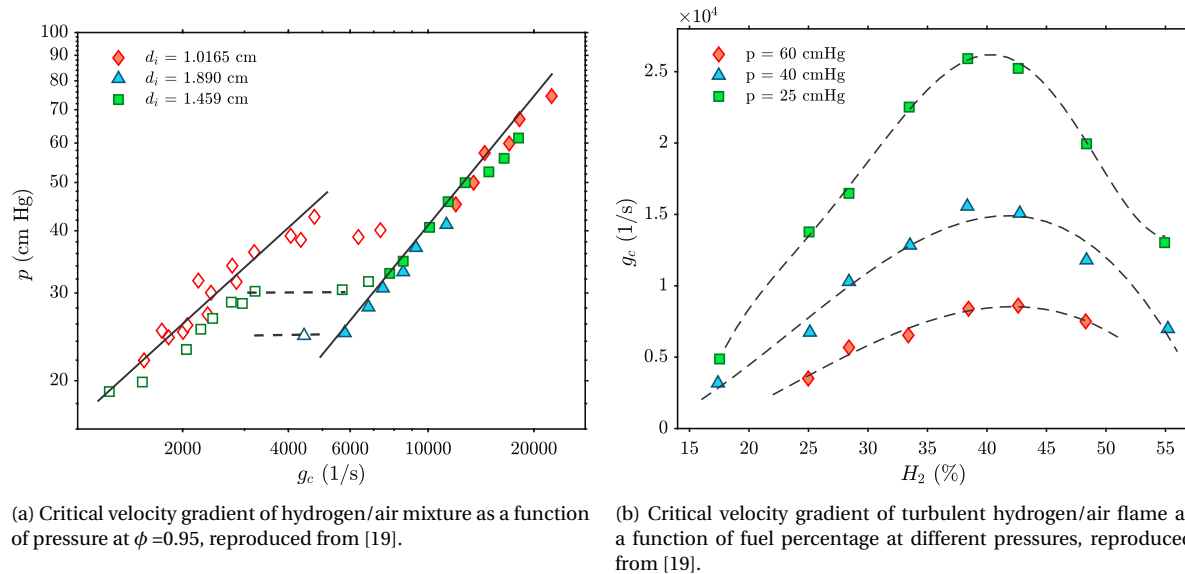 100
90
80
70
60
50
40
30
20
p (cm Hg)
d_i = 1.0165 cm
d_i = 1.890 cm
d_i = 1.459 cm
2000
4000
6000
10000
20000
g_c (1/s)
(a) Critical velocity gradient of hydrogen/air mixture as a function
of pressure at ϕ =0.95, reproduced from [19].
×10⁴
2.5
2
1.5
1
0.5
0
g_c (1/s)
p = 60 cmHg
p = 40 cmHg
p = 25 cmHg
15
20
25
30
35
40
45
50
55
H₂ (%)
(b) Critical velocity gradient of turbulent hydrogen/air flame a
a function of fuel percentage at different pressures, reproduced
from [19].